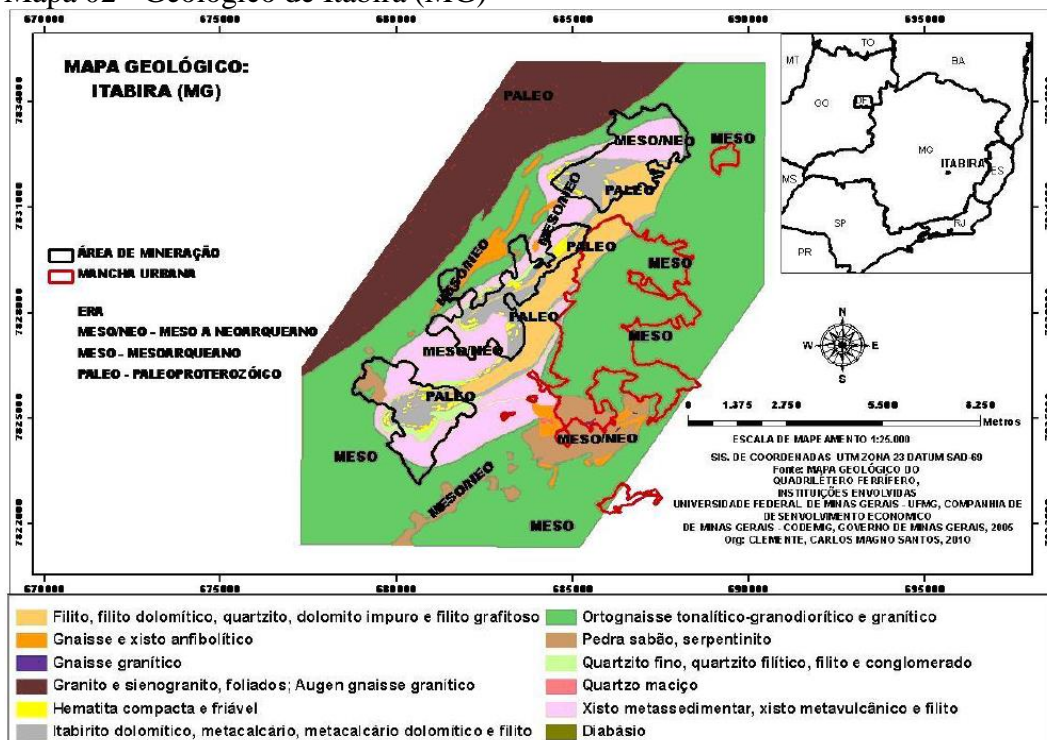 Mapa 02 - Geológico de Itabira (MG)
670000 675000 680000 685000 690000 695000
MAPA GEOLÓGICO:
ITABIRA (MG)
7834000
7831000
7828000
7825000
7822000
PALEO
MESO/NEO
MESO
PALEO
MESO/NEO
PALEO
MESO/NEO
MESO
PALEO
MESO
MESO/NEO
PALEO
MESO/NEO
MESO
MESO/NEO
MESO
ÁREA DE MINERAÇÃO
MANCHA URBANA
ERA
MESO/NEO - MESO A NEOARQUEANO
MESO - MESOARQUEANO
PALEO - PALEOPROTEROZÓICO
TO
MT
BA
GO
DF
MG
ITABIRA
ES
MS
SP
RJ
PR
N
W E
S
0 1.375 2.750 5.500 8.250
Metros
ESCALA DE MAPEAMENTO 1:25.000
SIS. DE COORDENADAS UTM ZONA 23 DATUM SAD-69
Fonte: MAPA GEOLÓGICO DO
QUADRILÉTERO FERRÍFERO,
INSTITUIÇÕES ENVOLVIDAS
UNIVERSIDADE FEDERAL DE MINAS GERAIS - UFMG, COMPANHIA DE
DESENVOLVIMENTO ECONOMICO
DE MINAS GERAIS - CODEMIG, GOVERNO DE MINAS GERAIS, 2005
Org: CLEMENTE, CARLOS MAGNO SANTOS, 2010
670000 675000 680000 685000 690000 695000
Filito, filito dolomítico, quartzito, dolomito impuro e filito grafitoso
Gnaisse e xisto anfibolítico
Gnaisse granítico
Granito e sienogranito, foliados; Augen gnaisse granítico
Hematita compacta e friável
Itabirito dolomítico, metacalcário, metacalcário dolomítico e filito
Ortognaisse tonalítico-granodiorítico e granítico
Pedra sabão, serpentinito
Quartzito fino, quartzito filítico, filito e conglomerado
Quartzo maciço
Xisto metassedimentar, xisto metavulcânico e filito
Diabásio